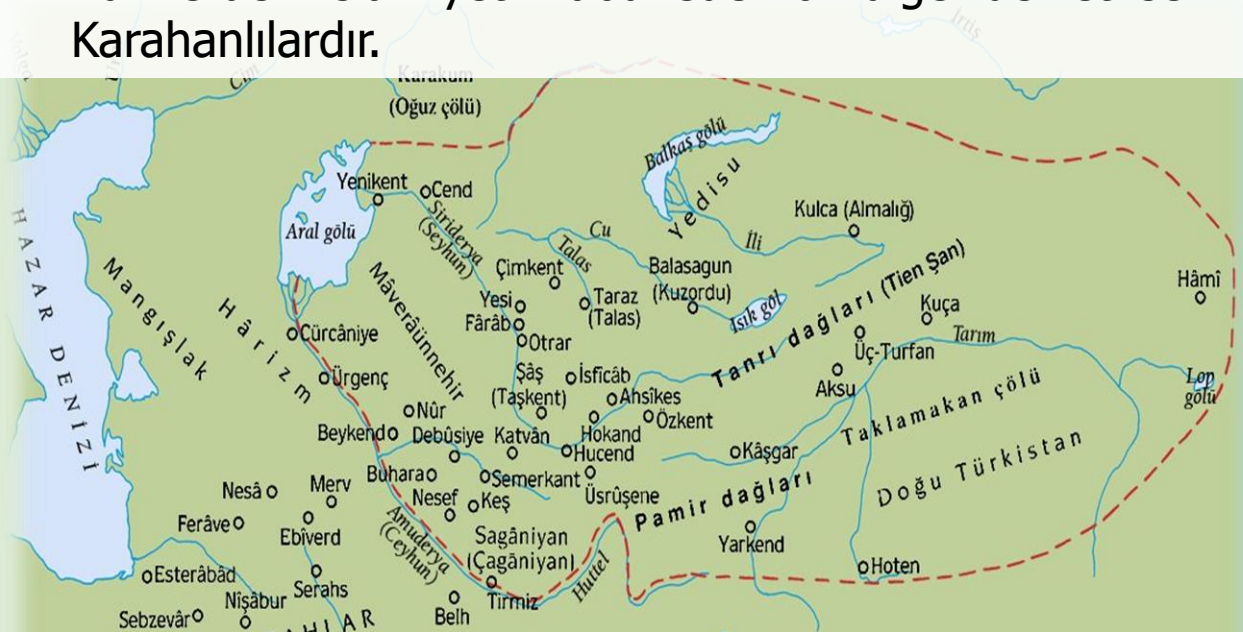 Karahanlılardır.
İrtiş
Cim
Karakum
(Oğuz çölü)
Balkaş gölü
Yedisu
Yenikent
Cend
Siriderya
(Seyhun)
Aral gölü
Kulca (Almalığ)
Cu
Talas
İli
HAZAR DENİZİ
Mangışlak
Hârizm
Mâverâünnehir
Çimkent
Balasagun
(Kuzordu)
Taraz
(Talas)
Isık göl
Tanrı dağları (Tien Şan)
Hâmî
Yesi
Fârâb
Otrar
Kuça
Tarım
Üç-Turfan
Cürcâniye
Ürgenç
Şâş
(Taşkent)
İsfîcâb
Ahsîkes
Aksu
Lop
gölü
Nûr
Özkent
Taklamakan çölü
Beykend
Debûsiye
Katvân
Hokand
Hucend
Kâşgar
Doğu Türkistan
Buhara
Semerkant
Üsrûşene
Pamir dağları
Nesâ
Merv
Nesef
Keş
Ferâve
Ebîverd
Amuderya
(Ceyhun)
Sagâniyan
(Çagâniyan)
Yarkend
Esterâbâd
Serahs
Huttel
Hoten
Nîşâbur
Tirmiz
Sebzevâr
Belh